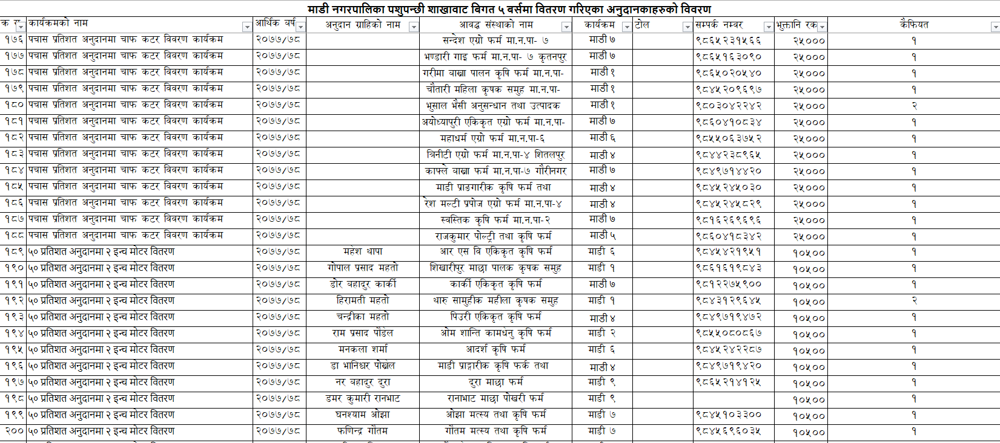 माडी नगरपालिका पशुपन्छी शाखावाट बिगत ५ बर्समा वितरण गरिएका अनुदानकाहरुको विवरण
क्र स कार्यक्रमको नाम आर्थिक बर्ष अनुदान ग्राहिको नाम आवद्ध संस्थाको नाम कार्यक्रम टोल सम्पर्क नम्वर भुक्तानि रक कैफियत
१७६ पचास प्रतिशत अनुदानमा चाफ कटर विवरण कार्यक्रम २०७७/७८ सन्देश एग्रो फर्म मा.न.पा- ७ माडी ७ ९८६५२३१५६६ २५००० १
१७७ पचास प्रतिशत अनुदानमा चाफ कटर विवरण कार्यक्रम २०७७/७८ भण्डारी गाइ फर्म मा.न.पा- ७ कृतनपुर माडी ७ ९८६५१६३०९० २५००० १
१७८ पचास प्रतिशत अनुदानमा चाफ कटर विवरण कार्यक्रम २०७७/७८ गरीमा बाख्रा पालन कृषि फर्म मा.न.पा- माडी १ ९८६५०२०५४० २५००० १
१७९ पचास प्रतिशत अनुदानमा चाफ कटर विवरण कार्यक्रम २०७७/७८ चौतारी महिला कृषक समुह मा.न.पा- माडी १ ९८४५२०९६९७ २५००० १
१८० पचास प्रतिशत अनुदानमा चाफ कटर विवरण कार्यक्रम २०७७/७८ भुसाल भैसी अनुसन्धान तथा उत्पादक माडी १ ९८०३०४२२४२ २५००० २
१८१ पचास प्रतिशत अनुदानमा चाफ कटर विवरण कार्यक्रम २०७७/७८ अयोध्यापुरी एकिकृत एग्रो फर्म मा.न.पा- माडी ७ ९८६०४१०८३४ २५००० १
१८२ पचास प्रतिशत अनुदानमा चाफ कटर विवरण कार्यक्रम २०७७/७८ महाधर्म एग्रो फर्म मा.न.पा-६ माडी ६ ९८५५०६३७५२ २५००० १
१८३ पचास प्रतिशत अनुदानमा चाफ कटर विवरण कार्यक्रम २०७७/७८ त्रिनीटी एग्रो फर्म मा.न.पा-४ शितलपुर माडी ४ ९८४४२३८९६५ २५००० १
१८४ पचास प्रतिशत अनुदानमा चाफ कटर विवरण कार्यक्रम २०७७/७८ काफ्ले बाख्रा फर्म मा.न.पा-७ गौरीनगर माडी ७ ९८४९७१४४२० २५००० १
१८५ पचास प्रतिशत अनुदानमा चाफ कटर विवरण कार्यक्रम २०७७/७८ माडी प्राङगारीक कृषि फर्म तथा माडी ४ ९८४५२४५०३० २५००० १
१८६ पचास प्रतिशत अनुदानमा चाफ कटर विवरण कार्यक्रम २०७७/७८ रेश मल्टी प्रपोज एग्रो फर्म मा.न.पा-४ माडी ४ ९८४५२४५८२९ २५००० १
१८७ पचास प्रतिशत अनुदानमा चाफ कटर विवरण कार्यक्रम २०७७/७८ स्वस्तिक कृषि फर्म मा.न.पा-२ माडी ७ ९८१६२६९६९६ २५००० १
१८८ पचास प्रतिशत अनुदानमा चाफ कटर विवरण कार्यक्रम २०७७/७८ राजकुमार पोल्ट्री तथा कृषि फर्म माडी ५ ९८६०४१८३४२ २५००० १
१८९ ५० प्रतिशत अनुदानमा २ इन्च मोटर वितरण २०७७/७८ महेश थापा आर एस वि एकिकृत कृषि फर्म माडी ६ ९८४५४२१९५१ १०५०० १
१९० ५० प्रतिशत अनुदानमा २ इन्च मोटर वितरण २०७७/७८ गोपाल प्रसाद महतो शिखारीपुर माछा पालक कृषक समुह माडी १ ९८६१६१९८४३ १०५०० १
१९१ ५० प्रतिशत अनुदानमा २ इन्च मोटर वितरण २०७७/७८ डोर बहादुर कार्की कार्की एकिकृत कृषि फर्म माडी ७ ९८१२२७५९०० १०५०० १
१९२ ५० प्रतिशत अनुदानमा २ इन्च मोटर वितरण २०७७/७८ हिरामती महतो थारु सामुहीक महीला कृषक समुह माडी १ ९८४३१२९६४५ १०५०० २
१९३ ५० प्रतिशत अनुदानमा २ इन्च मोटर वितरण २०७७/७८ चन्द्रीका महतो पिउरी एकिकृत कृषि फर्म माडी ४ ९८४९७१९४७२ १०५०० १
१९४ ५० प्रतिशत अनुदानमा २ इन्च मोटर वितरण २०७७/७८ राम प्रसाद पौडेल ओम शान्ति कामधेनु कृषि फर्म माडी २ ९८५५०८०८६७ १०५०० १
१९५ ५० प्रतिशत अनुदानमा २ इन्च मोटर वितरण २०७७/७८ मनकला शर्मा आदर्श कृषि फर्म माडी ६ ९८४५२४२२८७ १०५०० १
१९६ ५० प्रतिशत अनुदानमा २ इन्च मोटर वितरण २०७७/७८ डा भानिश्वर पोख्रेल माडी प्राङ्गारीक कृषि फर्क तथा माडी ४ ९८४९७१९४२० १०५०० १
१९७ ५० प्रतिशत अनुदानमा २ इन्च मोटर वितरण २०७७/७८ नर बहादुर दुरा दुरा माछा फर्म माडी ९ ९८६५२१४१२५ १०५०० १
१९८ ५० प्रतिशत अनुदानमा २ इन्च मोटर वितरण २०७७/७८ डमर कुमारी रानभाट रानाभाट माछा पोखरी फर्म माडी ९ १०५०० १
१९९ ५० प्रतिशत अनुदानमा २ इन्च मोटर वितरण २०७७/७८ घनश्याम ओझा ओझा मत्स्य तथा कृषि फर्म माडी ७ ९८४५१०३३०० १०५०० १
२०० ५० प्रतिशत अनुदानमा २ इन्च मोटर वितरण २०७७/७८ फणिन्द्र गौतम गौतम मत्स्य तथा कृषि फर्म माडी ७ ९८४५६९६०३५ १०५०० १